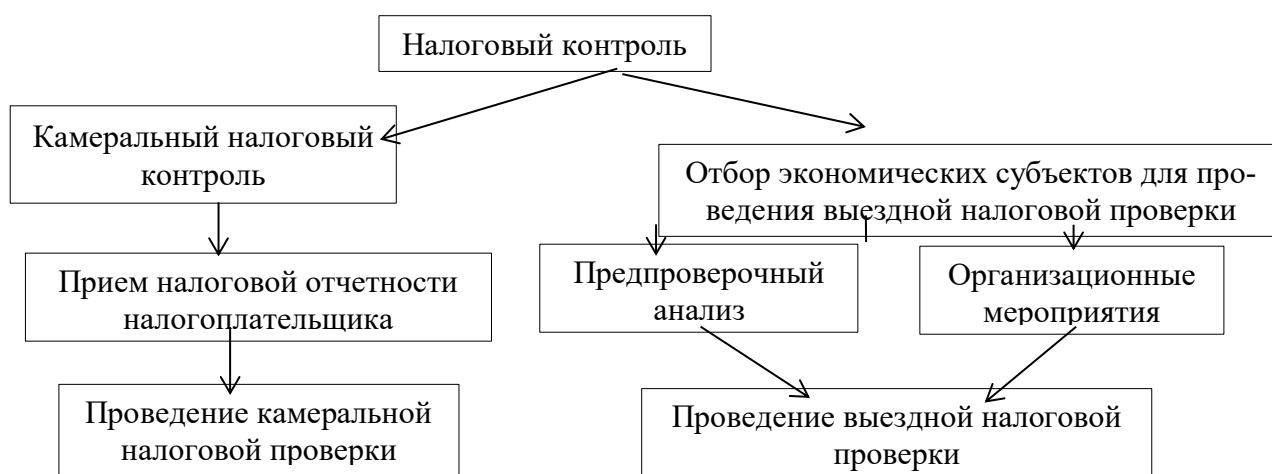 Налоговый контроль
Камеральный налоговый
контроль
Отбор экономических субъектов для про-
ведения выездной налоговой проверки
Прием налоговой отчетности
налогоплательщика
Предпроверочный
анализ
Организационные
мероприятия
Проведение камеральной
налоговой проверки
Проведение выездной налоговой
проверки